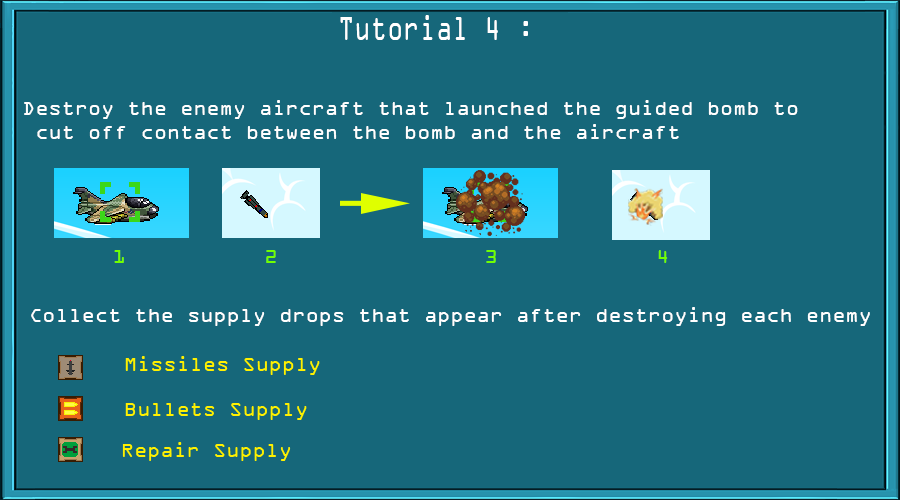 Tutorial 4 :
Destroy the enemy aircraft that launched the guided bomb to
cut off contact between the bomb and the aircraft
1 2 3 4
Collect the supply drops that appear after destroying each enemy
Missiles Supply
Bullets Supply
Repair Supply